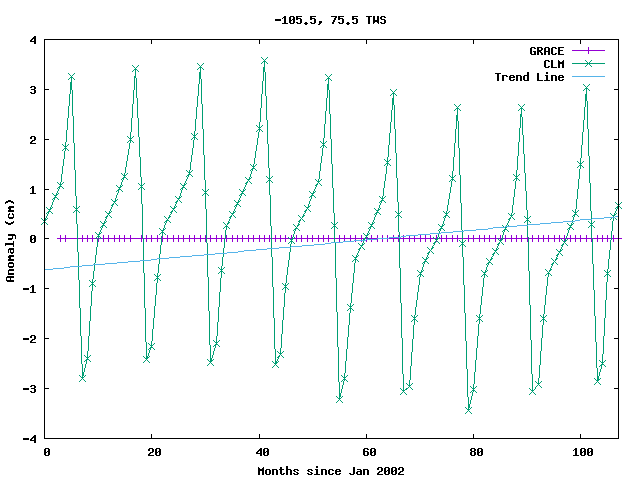 -105.5, 75.5 TWS
GRACE
CLM
Trend Line
4
3
2
1
0
-1
-2
-3
-4
Anomaly (cm)
0 20 40 60 80 100
Months since Jan 2002